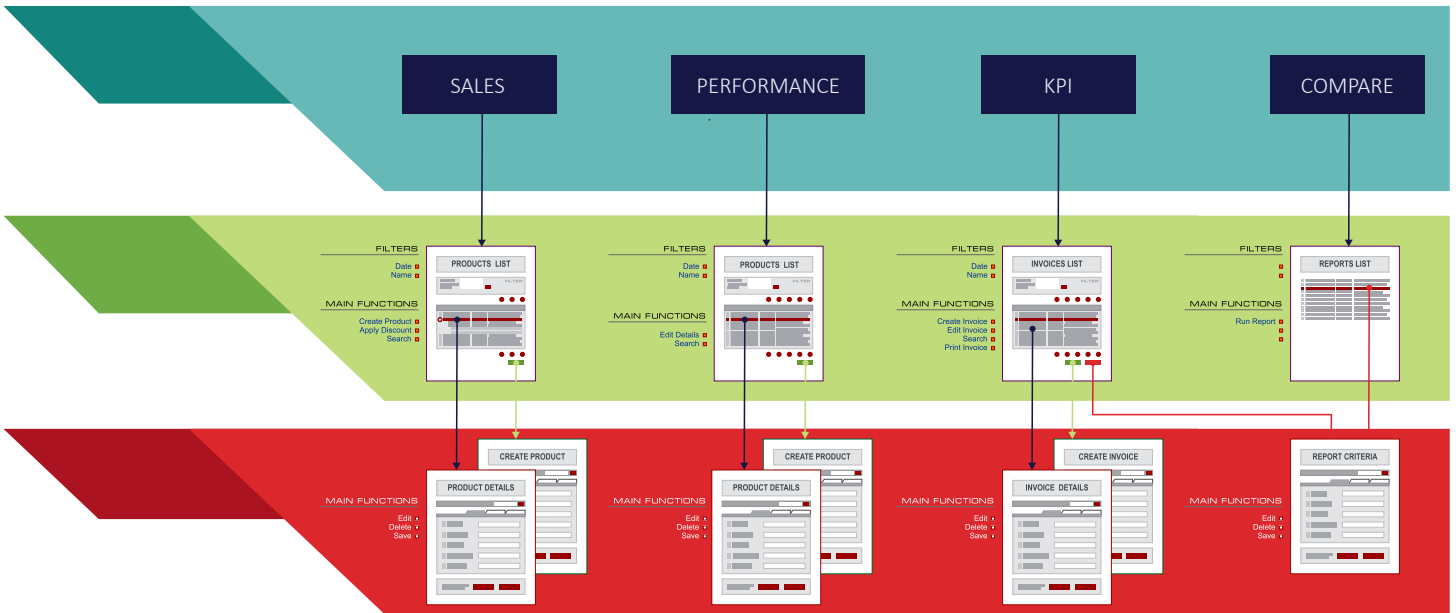 SALES
PERFORMANCE
KPI
COMPARE
FILTERS
Date
Name
MAIN FUNCTIONS
Create Product
Apply Discount
Search
PRODUCTS LIST
FILTER
FILTERS
Date
Name
MAIN FUNCTIONS
Edit Details
Search
PRODUCTS LIST
FILTER
FILTERS
Date
Name
MAIN FUNCTIONS
Create Invoice
Edit Invoice
Search
Print Invoice
INVOICES LIST
FILTER
FILTERS
MAIN FUNCTIONS
Run Report
REPORTS LIST
MAIN FUNCTIONS
Edit
Delete
Save
CREATE PRODUCT
PRODUCT DETAILS
MAIN FUNCTIONS
Edit
Delete
Save
CREATE PRODUCT
PRODUCT DETAILS
MAIN FUNCTIONS
Edit
Delete
Save
CREATE INVOICE
INVOICE DETAILS
MAIN FUNCTIONS
Edit
Delete
Save
REPORT CRITERIA